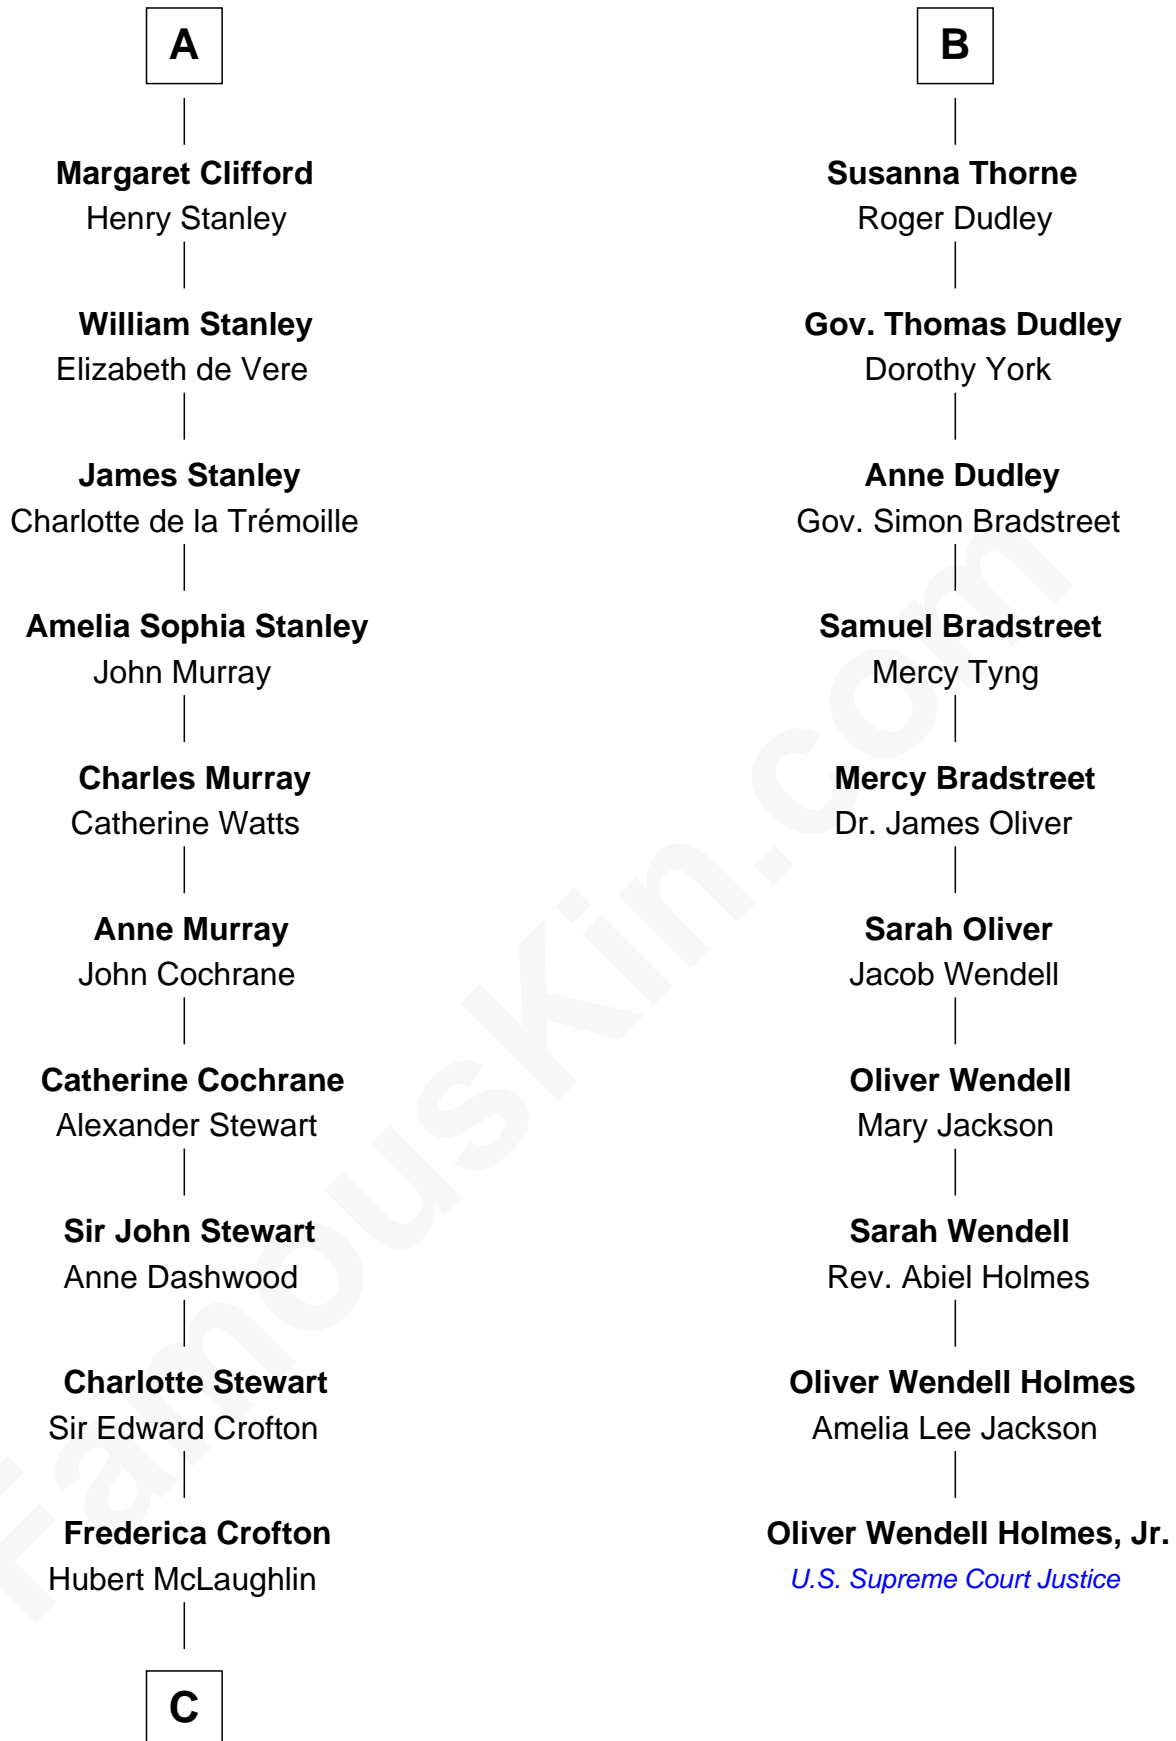 A
Margaret Clifford
Henry Stanley
William Stanley
Elizabeth de Vere
James Stanley
Charlotte de la Trémoille
Amelia Sophia Stanley
John Murray
Charles Murray
Catherine Watts
Anne Murray
John Cochrane
Catherine Cochrane
Alexander Stewart
Sir John Stewart
Anne Dashwood
Charlotte Stewart
Sir Edward Crofton
Frederica Crofton
Hubert McLaughlin
C
B
Susanna Thorne
Roger Dudley
Gov. Thomas Dudley
Dorothy York
Anne Dudley
Gov. Simon Bradstreet
Samuel Bradstreet
Mercy Tyng
Mercy Bradstreet
Dr. James Oliver
Sarah Oliver
Jacob Wendell
Oliver Wendell
Mary Jackson
Sarah Wendell
Rev. Abiel Holmes
Oliver Wendell Holmes
Amelia Lee Jackson
Oliver Wendell Holmes, Jr.
U.S. Supreme Court Justice
FamousKin.com